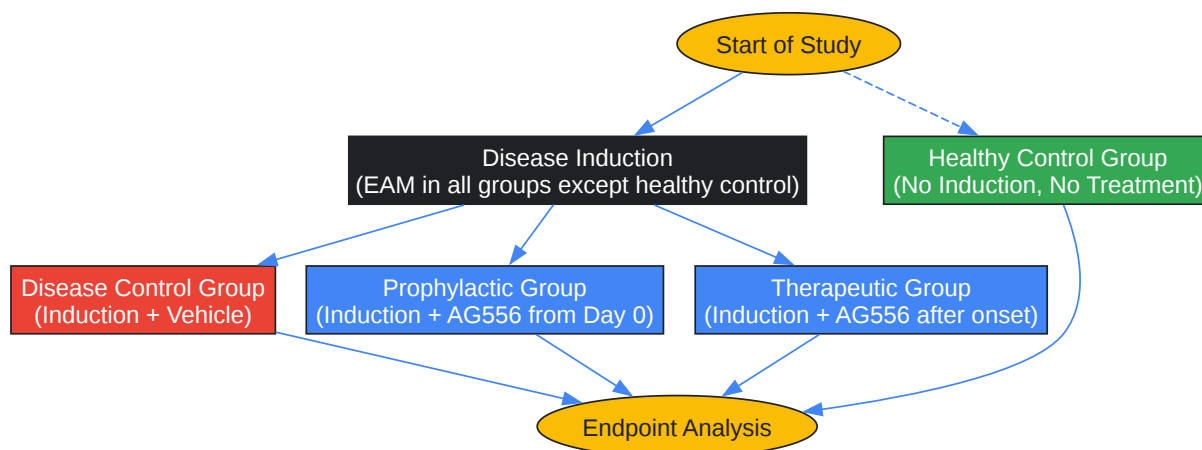 Start of Study
Disease Induction
(EAM in all groups except healthy control)
Healthy Control Group
(No Induction, No Treatment)
Disease Control Group
(Induction + Vehicle)
Prophylactic Group
(Induction + AG556 from Day 0)
Therapeutic Group
(Induction + AG556 after onset)
Endpoint Analysis